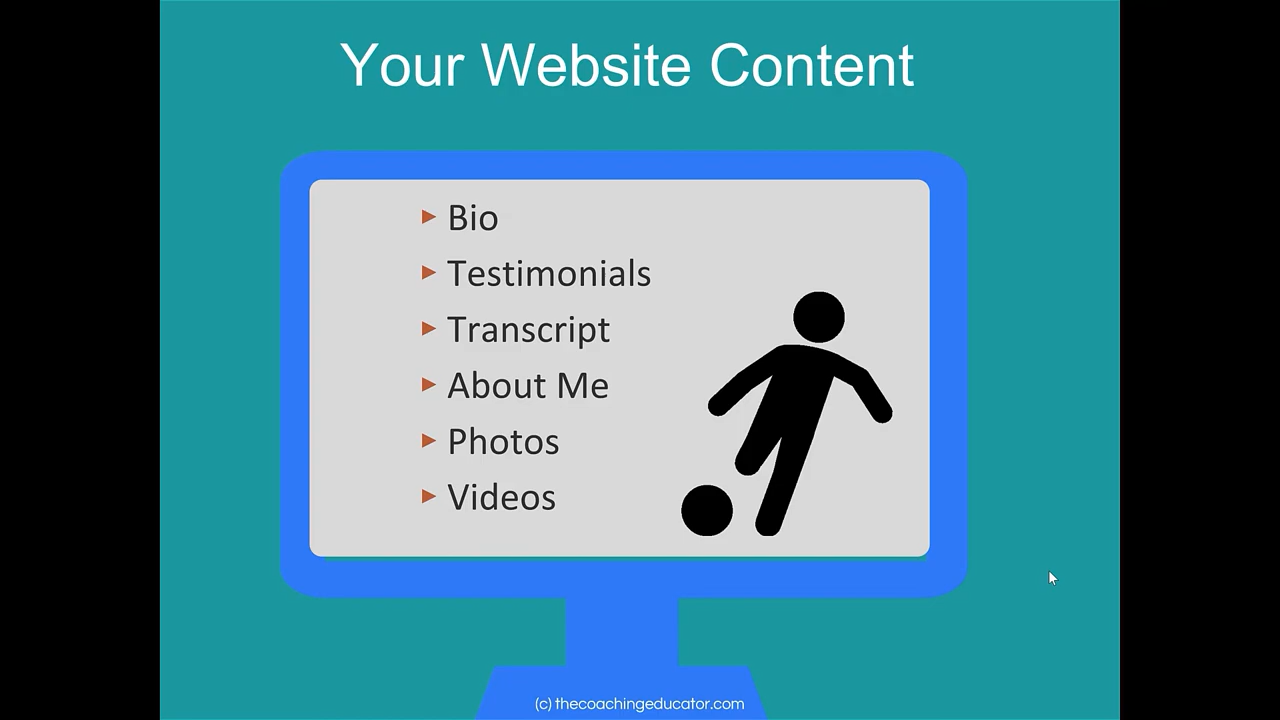 Your Website Content
Bio
Testimonials
Transcript
About Me
Photos
Videos
(c) thecoachingeducator.com